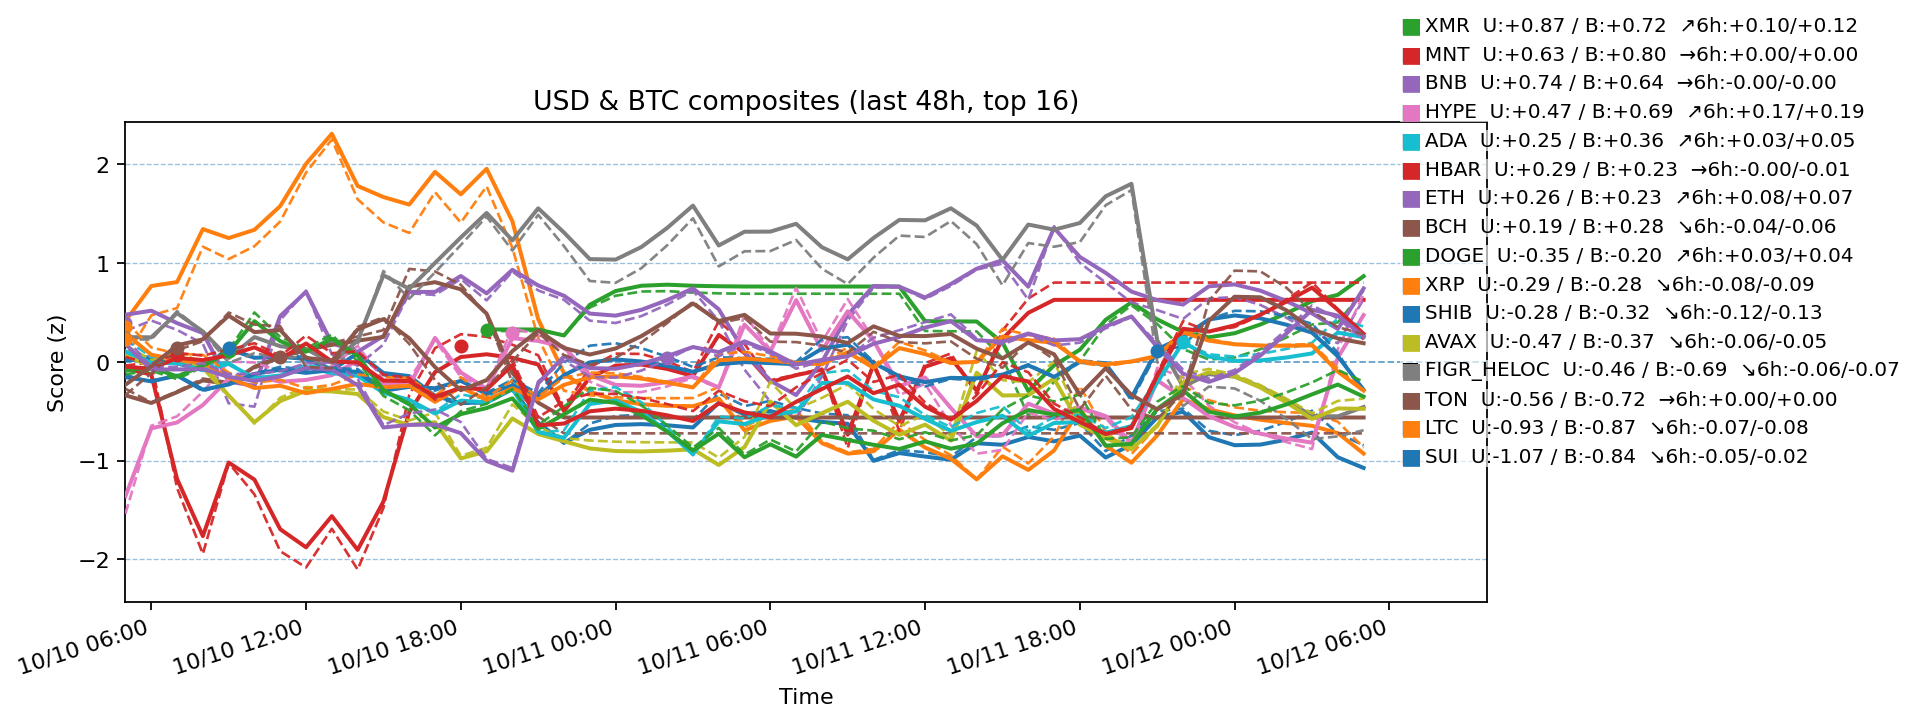 XMR U:+0.87 / B:+0.72 ↗6h:+0.10/+0.12
MNT U:+0.63 / B:+0.80 →6h:+0.00/+0.00
BNB U:+0.74 / B:+0.64 →6h:-0.00/-0.00
HYPE U:+0.47 / B:+0.69 ↗6h:+0.17/+0.19
ADA U:+0.25 / B:+0.36 ↗6h:+0.03/+0.05
HBAR U:+0.29 / B:+0.23 →6h:-0.00/-0.01
ETH U:+0.26 / B:+0.23 ↗6h:+0.08/+0.07
BCH U:+0.19 / B:+0.28 ↘6h:-0.04/-0.06
DOGE U:-0.35 / B:-0.20 ↗6h:+0.03/+0.04
XRP U:-0.29 / B:-0.28 ↘6h:-0.08/-0.09
SHIB U:-0.28 / B:-0.32 ↘6h:-0.12/-0.13
AVAX U:-0.47 / B:-0.37 ↘6h:-0.06/-0.05
FIGR_HELOC U:-0.46 / B:-0.69 ↘6h:-0.06/-0.07
TON U:-0.56 / B:-0.72 →6h:+0.00/+0.00
LTC U:-0.93 / B:-0.87 ↘6h:-0.07/-0.08
SUI U:-1.07 / B:-0.84 ↘6h:-0.05/-0.02
USD & BTC composites (last 48h, top 16)
Score (z)
2
1
0
−1
−2
10/10 06:00
10/10 12:00
10/10 18:00
10/11 00:00
10/11 06:00
10/11 12:00
10/11 18:00
10/12 00:00
10/12 06:00
Time